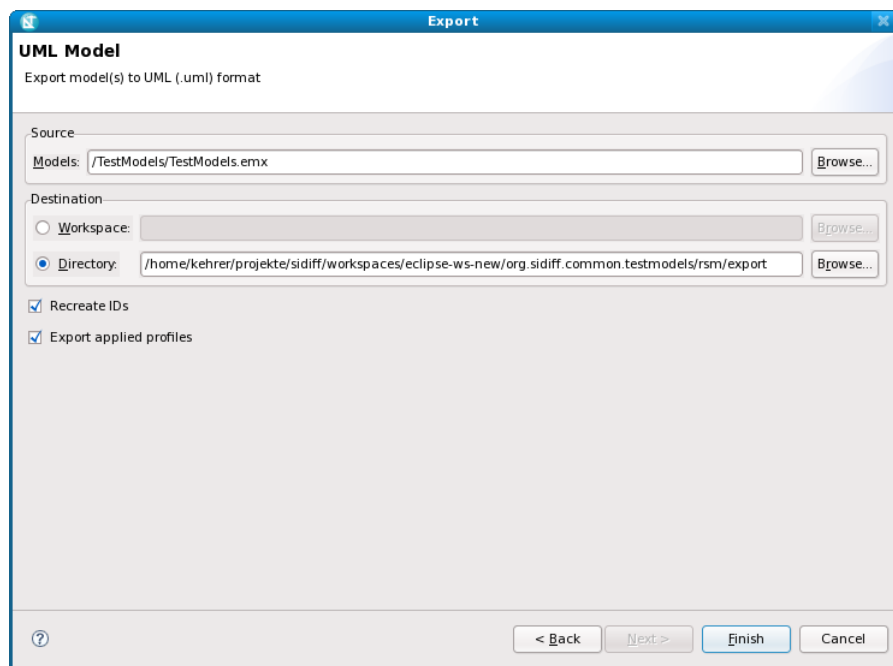 Export
UML Model
Export model(s) to UML (.uml) format
Source
Models: /TestModels/TestModels.emx Browse...
Destination
Workspace: Browse...
Directory: /home/kehrer/projekte/sidiff/workspaces/eclipse-ws-new/org.sidiff.common.testmodels/rsm/export Browse...
Recreate IDs
Export applied profiles
? < Back Next > Finish Cancel